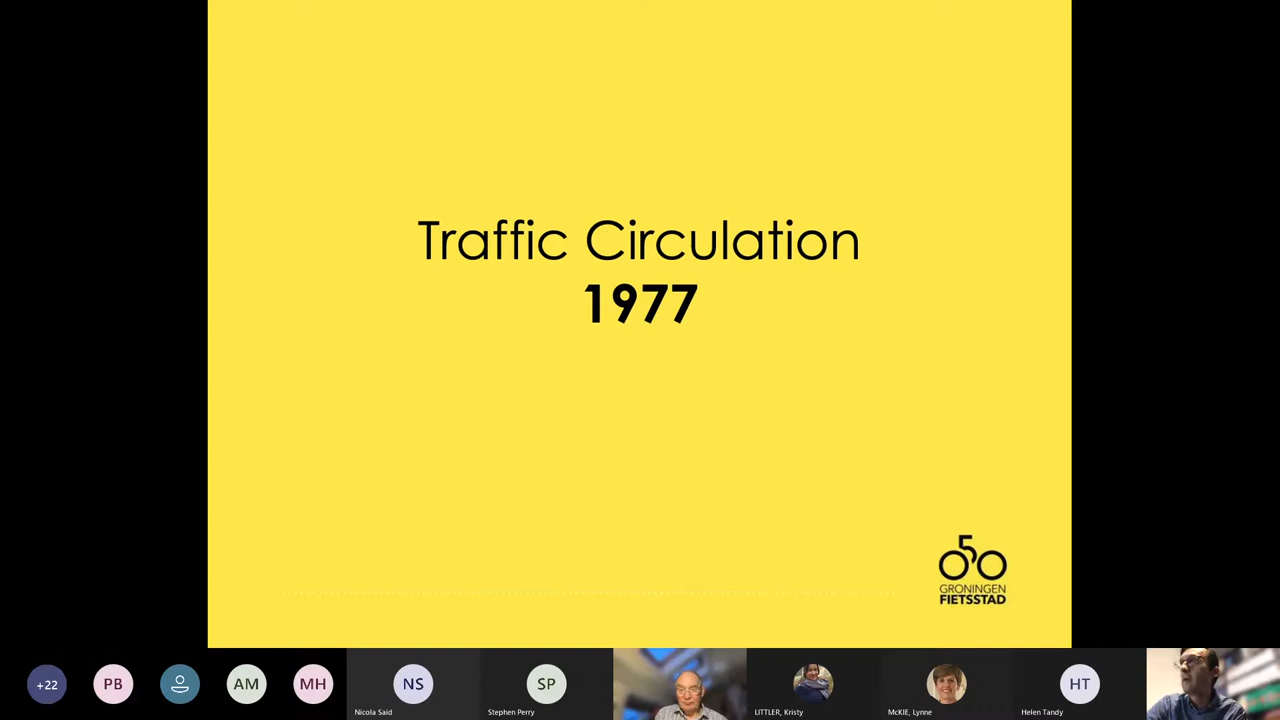 Traffic Circulation
1977
50
GRONINGEN
FIETSSTAD
+22
PB
AM
MH
NS
Nicola Said
SP
Stephen Perry
LITTLER, Kristy
McKIE, Lynne
HT
Helen Tandy